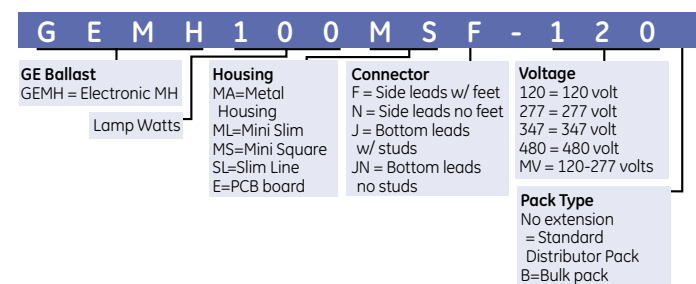 G E M H 1 0 0 M S F - 1 2 0
GE Ballast
GEMH = Electronic MH
Lamp Watts
Housing
MA=Metal
Housing
ML=Mini Slim
MS=Mini Square
SL=Slim Line
E=PCB board
Connector
F = Side leads w/ feet
N = Side leads no feet
J = Bottom leads
w/ studs
JN = Bottom leads
no studs
Voltage
120 = 120 volt
277 = 277 volt
347 = 347 volt
480 = 480 volt
MV = 120-277 volts
Pack Type
No extension
= Standard
Distributor Pack
B=Bulk pack